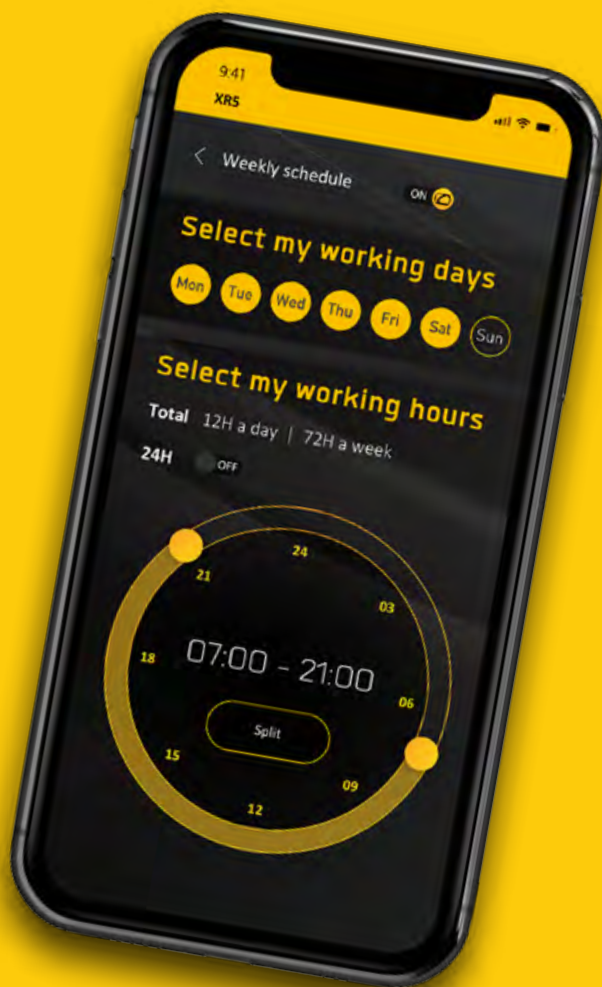 9:41
XR5
Weekly schedule ON
Select my working days
Mon Tue Wed Thu Fri Sat Sun
Select my working hours
Total 12H a day | 72H a week
24H OFF
24
21 03
07:00 - 21:00
18 06
Split
15 09
12